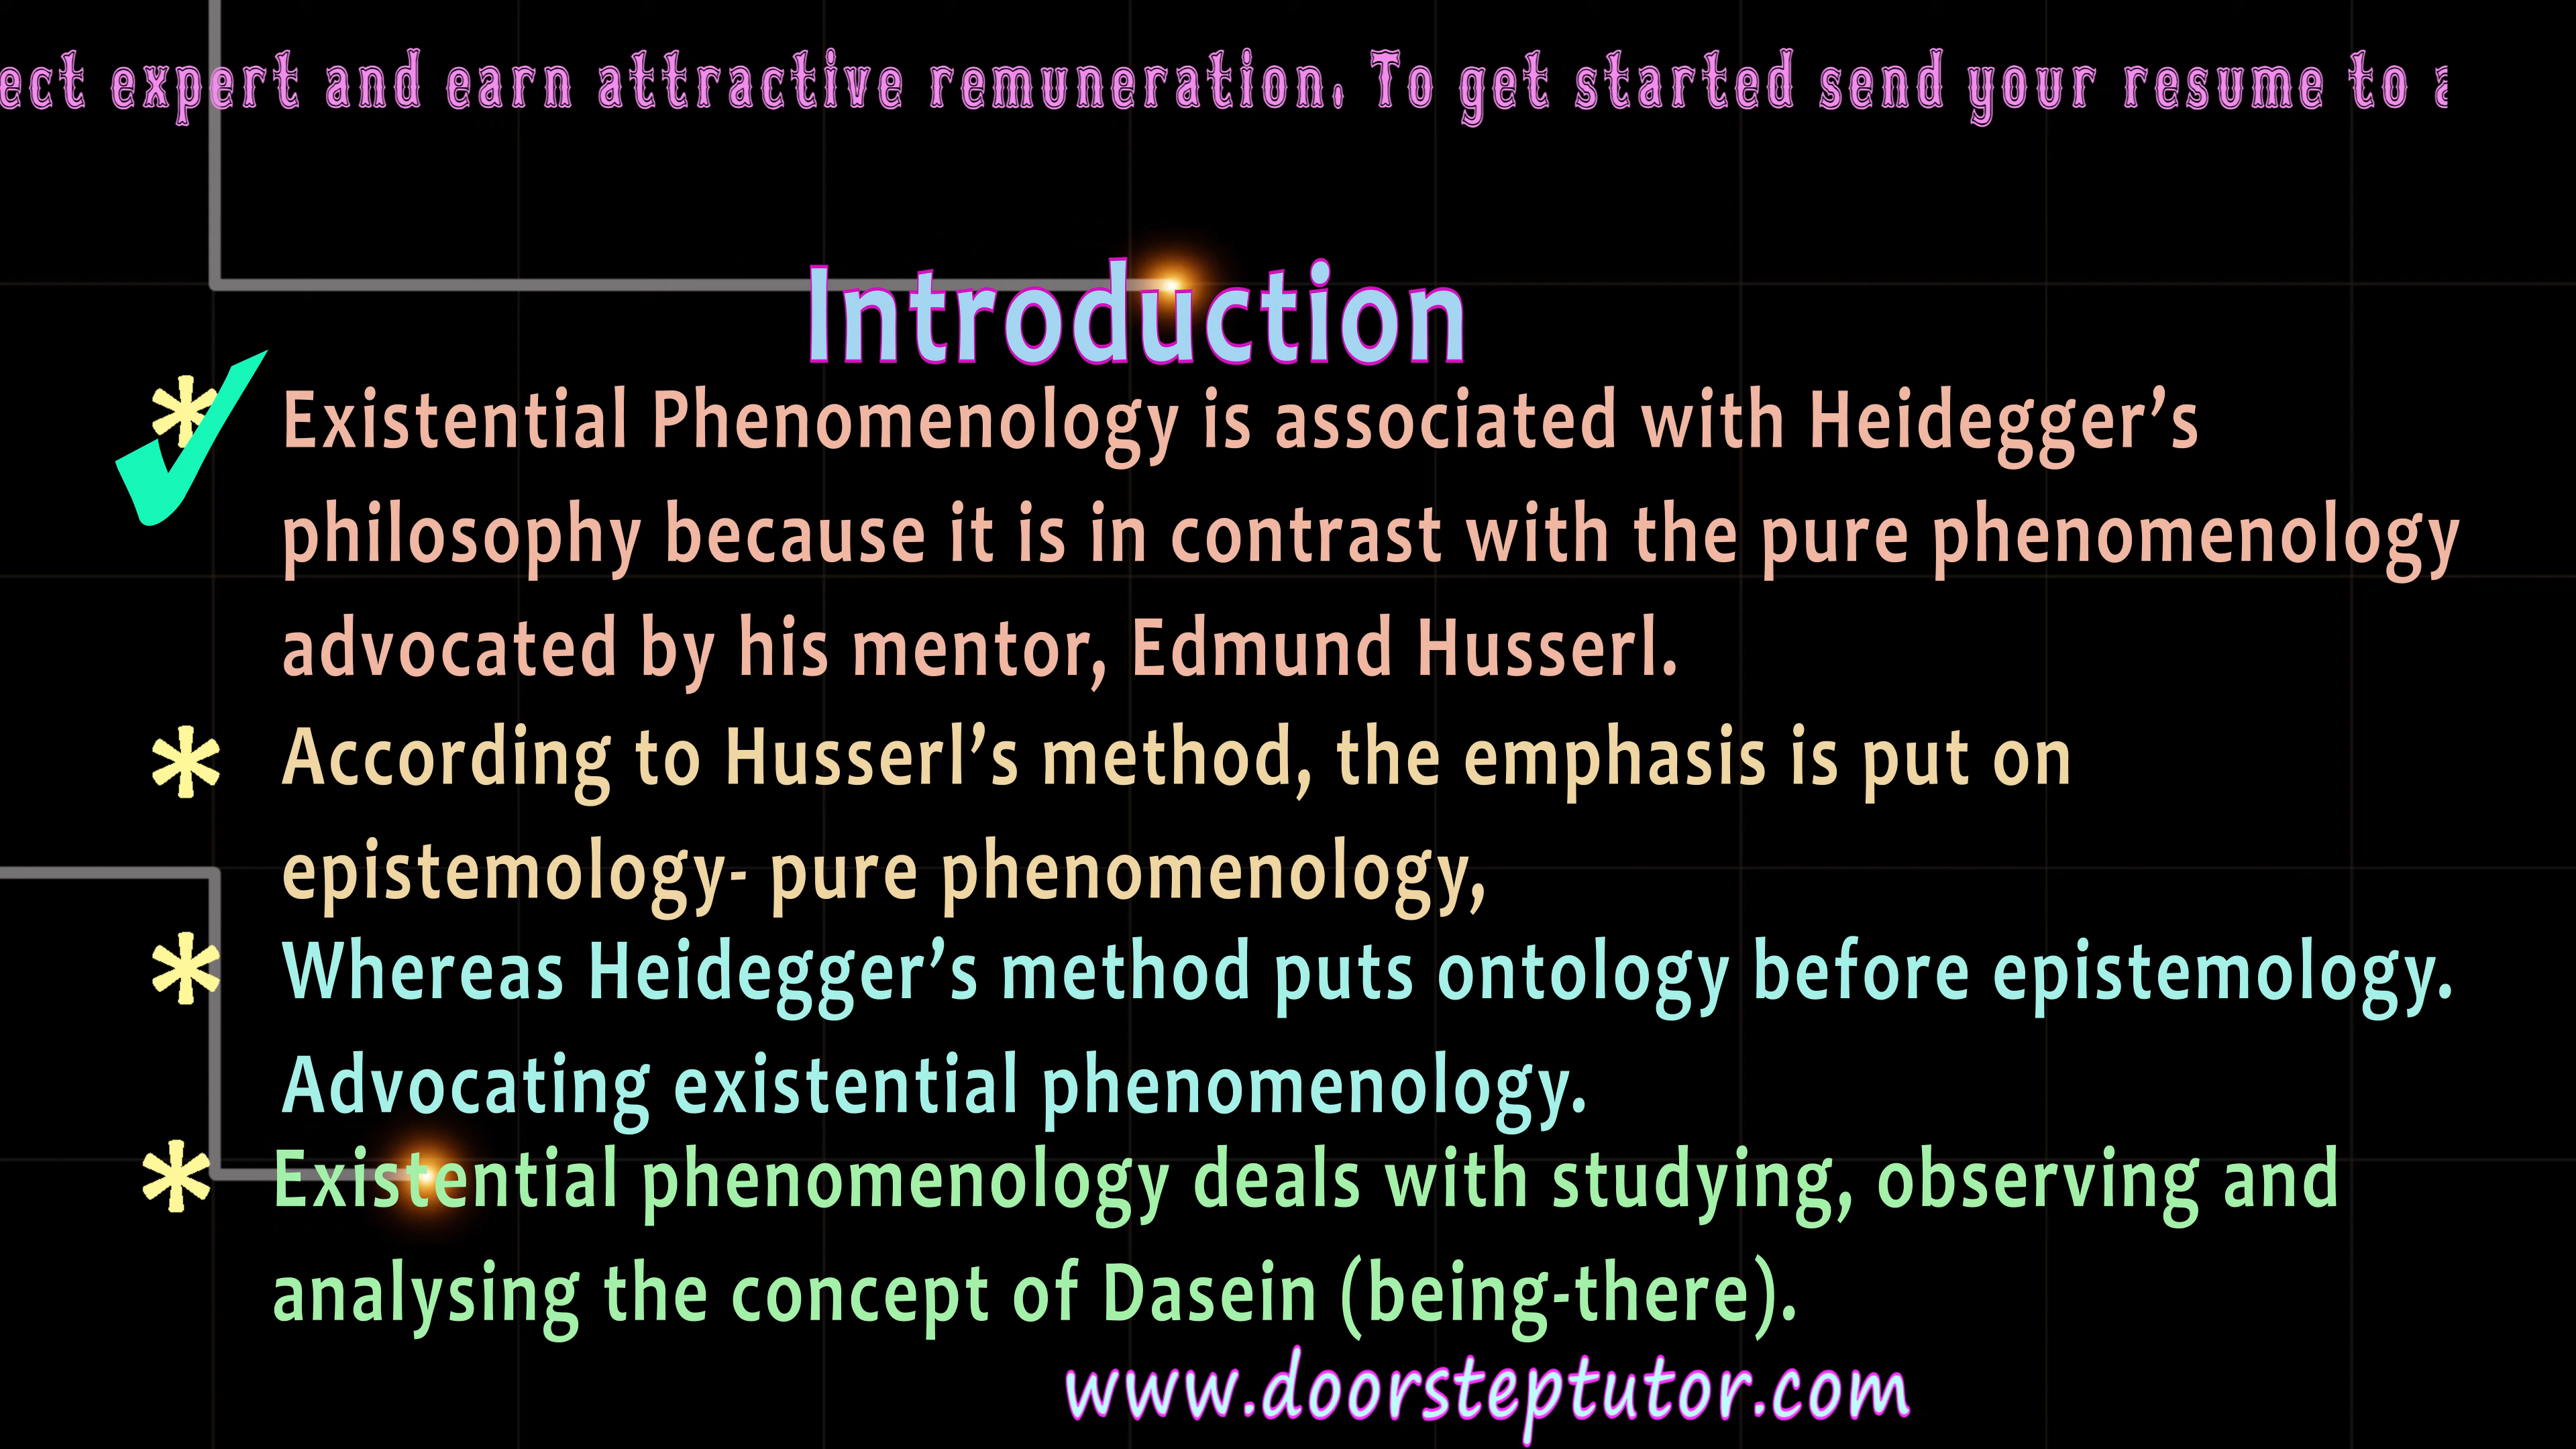 expert and earn attractive remuneration. To get started send your resume to
Introduction
* Existential Phenomenology is associated with Heidegger’s
philosophy because it is in contrast with the pure phenomenology
advocated by his mentor, Edmund Husserl.
* According to Husserl’s method, the emphasis is put on
epistemology- pure phenomenology,
* Whereas Heidegger’s method puts ontology before epistemology.
Advocating existential phenomenology.
* Existential phenomenology deals with studying, observing and
analysing the concept of Dasein (being-there).
www.doorsteptutor.com